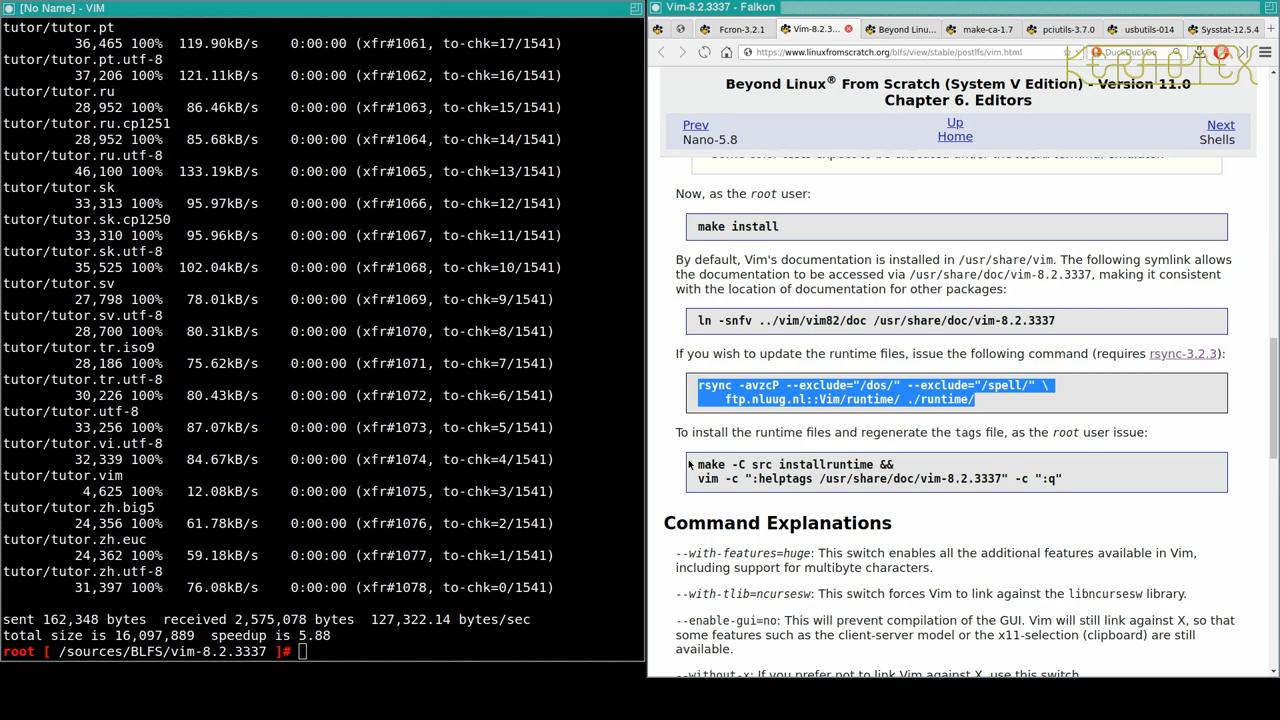 [No Name] - VIM
tutor/tutor.pt
36,465 100% 119.90kB/s 0:00:00 (xfr#1061, to-chk=17/1541)
tutor/tutor.pt.utf-8
37,206 100% 121.11kB/s 0:00:00 (xfr#1062, to-chk=16/1541)
tutor/tutor.ru
28,952 100% 86.46kB/s 0:00:00 (xfr#1063, to-chk=15/1541)
tutor/tutor.ru.cp1251
28,952 100% 85.68kB/s 0:00:00 (xfr#1064, to-chk=14/1541)
tutor/tutor.ru.utf-8
46,100 100% 133.19kB/s 0:00:00 (xfr#1065, to-chk=13/1541)
tutor/tutor.sk
33,313 100% 95.97kB/s 0:00:00 (xfr#1066, to-chk=12/1541)
tutor/tutor.sk.cp1250
33,310 100% 95.96kB/s 0:00:00 (xfr#1067, to-chk=11/1541)
tutor/tutor.sk.utf-8
35,525 100% 102.04kB/s 0:00:00 (xfr#1068, to-chk=10/1541)
tutor/tutor.sv
27,798 100% 78.01kB/s 0:00:00 (xfr#1069, to-chk=9/1541)
tutor/tutor.sv.utf-8
28,700 100% 80.31kB/s 0:00:00 (xfr#1070, to-chk=8/1541)
tutor/tutor.tr.iso9
28,186 100% 75.62kB/s 0:00:00 (xfr#1071, to-chk=7/1541)
tutor/tutor.tr.utf-8
30,226 100% 80.43kB/s 0:00:00 (xfr#1072, to-chk=6/1541)
tutor/tutor.utf-8
33,256 100% 87.07kB/s 0:00:00 (xfr#1073, to-chk=5/1541)
tutor/tutor.vi.utf-8
32,339 100% 84.67kB/s 0:00:00 (xfr#1074, to-chk=4/1541)
tutor/tutor.vim
4,625 100% 12.08kB/s 0:00:00 (xfr#1075, to-chk=3/1541)
tutor/tutor.zh.big5
24,356 100% 61.78kB/s 0:00:00 (xfr#1076, to-chk=2/1541)
tutor/tutor.zh.euc
24,362 100% 59.18kB/s 0:00:00 (xfr#1077, to-chk=1/1541)
tutor/tutor.zh.utf-8
31,397 100% 76.08kB/s 0:00:00 (xfr#1078, to-chk=0/1541)
sent 162,348 bytes received 2,575,078 bytes 127,322.14 bytes/sec
total size is 16,097,889 speedup is 5.88
root [ /sources/BLFS/vim-8.2.3337 ]#
Vim-8.2.3337 - Falkon
Fcron-3.2.1 Vim-8.2.3... Beyond Linu... make-ca-1.7 pciutils-3.7.0 usbutils-014 Sysstat-12.5.4
https://www.linuxfromscratch.org/blfs/view/stable/postlfs/vim.html DuckDuckGo
KERNOTEX
Beyond Linux® From Scratch (System V Edition) - Version 11.0
Chapter 6. Editors
Prev Up Next
Nano-5.8 Home Shells
Some color tests expect to be executed under the xterm terminal emulator.
Now, as the root user:
make install
By default, Vim's documentation is installed in /usr/share/vim. The following symlink allows
the documentation to be accessed via /usr/share/doc/vim-8.2.3337, making it consistent
with the location of documentation for other packages:
ln -snfv ../vim/vim82/doc /usr/share/doc/vim-8.2.3337
If you wish to update the runtime files, issue the following command (requires rsync-3.2.3):
rsync -avzcP --exclude="/dos/" --exclude="/spell/" \
ftp.nluug.nl::Vim/runtime/ ./runtime/
To install the runtime files and regenerate the tags file, as the root user issue:
make -C src installruntime &&
vim -c ":helptags /usr/share/doc/vim-8.2.3337" -c ":q"
Command Explanations
--with-features=huge: This switch enables all the additional features available in Vim,
including support for multibyte characters.
--with-tlib=ncursesw: This switch forces Vim to link against the libncursesw library.
--enable-gui=no: This will prevent compilation of the GUI. Vim will still link against X, so that
some features such as the client-server model or the x11-selection (clipboard) are still
available.
--without-x: If you prefer not to link Vim against X, use this switch.